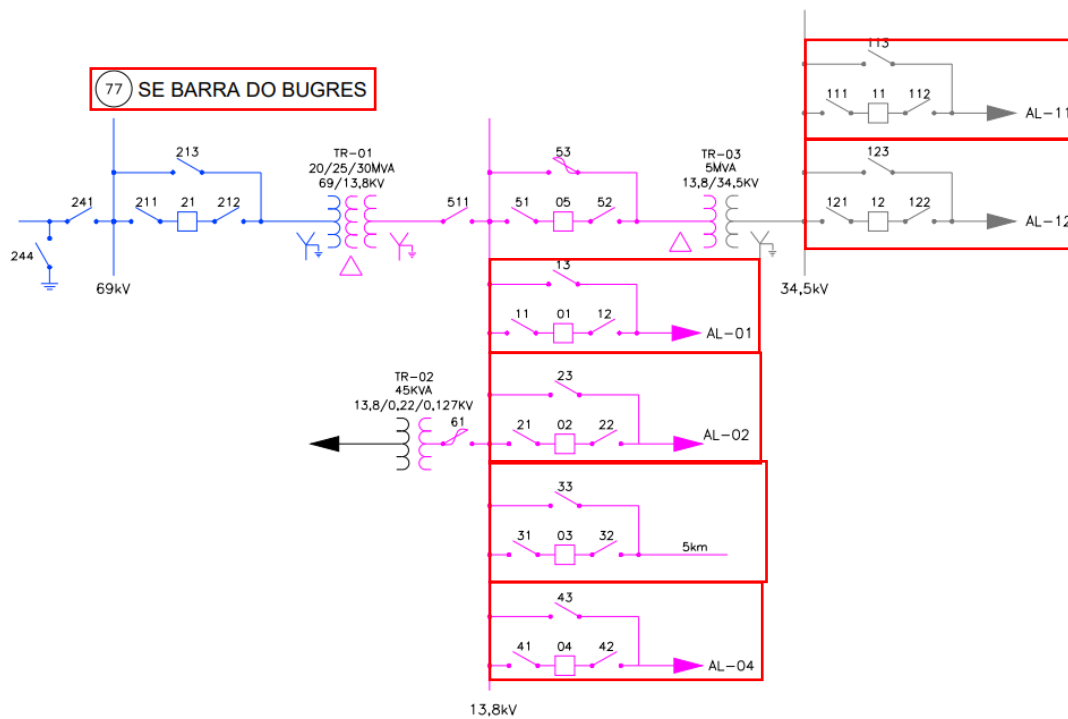 77 SE BARRA DO BUGRES
213
241
211
21
212
244
69kV
TR-01
20/25/30MVA
69/13,8KV
511
53
51
05
52
TR-03
5MVA
13,8/34,5KV
113
111
11
112
AL-11
123
121
12
122
AL-12
34,5kV
13
11
01
12
AL-01
TR-02
45KVA
13,8/0,22/0,127KV
61
23
21
02
22
AL-02
33
31
03
32
5km
43
41
04
42
AL-04
13,8kV